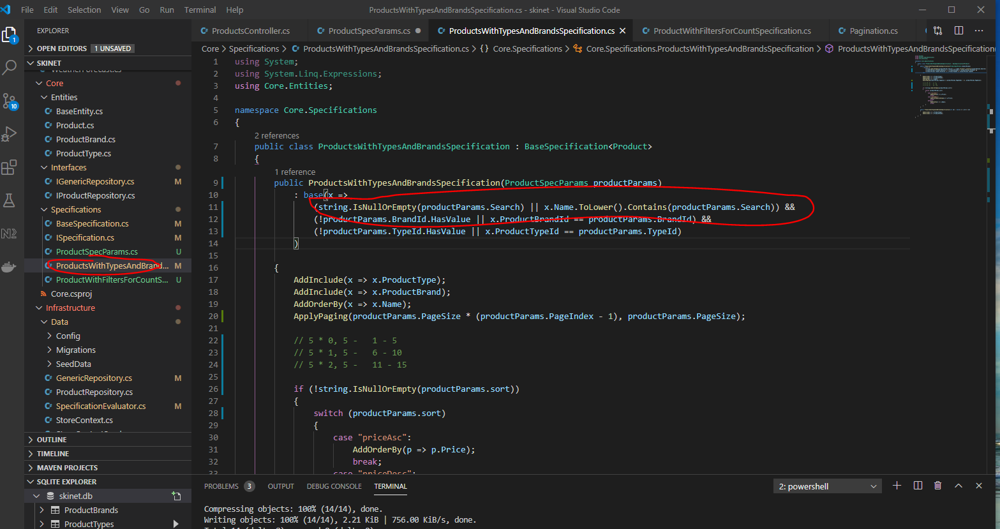 File Edit Selection View Go Run Terminal Help
ProductsWithTypesAndBrandsSpecification.cs - skinet - Visual Studio Code
EXPLORER
OPEN EDITORS 1 UNSAVED
SKINET
WeatherForecast.cs
Core
Entities
BaseEntity.cs
Product.cs
ProductBrand.cs
ProductType.cs
Interfaces
IGenericRepository.cs M
IProductRepository.cs
Specifications
BaseSpecification.cs M
ISpecification.cs M
ProductSpecParams.cs U
ProductsWithTypesAndBrand... M
ProductWithFiltersForCountS... U
Core.csproj
Infrastructure
Data
Config
Migrations
SeedData
GenericRepository.cs M
ProductRepository.cs
SpecificationEvaluator.cs M
StoreContext.cs
OUTLINE
TIMELINE
MAVEN PROJECTS
SQLITE EXPLORER
skinet.db
ProductBrands
ProductTypes
1
10
ProductsController.cs ProductSpecParams.cs ProductsWithTypesAndBrandsSpecification.cs ProductWithFiltersForCountSpecification.cs Pagination.cs
Core > Specifications > ProductsWithTypesAndBrandsSpecification.cs > {} Core.Specifications > Core.Specifications.ProductsWithTypesAndBrandsSpecification > ProductsWithTypesAndBrandsSpecification
1 using System;
2 using System.Linq.Expressions;
3 using Core.Entities;
4
5 namespace Core.Specifications
6 {
2 references
7 public class ProductsWithTypesAndBrandsSpecification : BaseSpecification<Product>
8 {
1 reference
9 public ProductsWithTypesAndBrandsSpecification(ProductSpecParams productParams)
10 : base(x =>
11 (string.IsNullOrEmpty(productParams.Search) || x.Name.ToLower().Contains(productParams.Search)) &&
12 (!productParams.BrandId.HasValue || x.ProductBrandId == productParams.BrandId) &&
13 (!productParams.TypeId.HasValue || x.ProductTypeId == productParams.TypeId)
14 )
15
16 {
17 AddInclude(x => x.ProductType);
18 AddInclude(x => x.ProductBrand);
19 AddOrderBy(x => x.Name);
20 ApplyPaging(productParams.PageSize * (productParams.PageIndex - 1), productParams.PageSize);
21
22 // 5 * 0, 5 - 1 - 5
23 // 5 * 1, 5 - 6 - 10
24 // 5 * 2, 5 - 11 - 15
25
26 if (!string.IsNullOrEmpty(productParams.sort))
27 {
28 switch (productParams.sort)
29 {
30 case "priceAsc":
31 AddOrderBy(p => p.Price);
32 break;
33 case "priceDesc":
PROBLEMS 3 OUTPUT DEBUG CONSOLE TERMINAL 2: powershell
Compressing objects: 100% (14/14), done.
Writing objects: 100% (14/14), 2.21 KiB | 756.00 KiB/s, done.